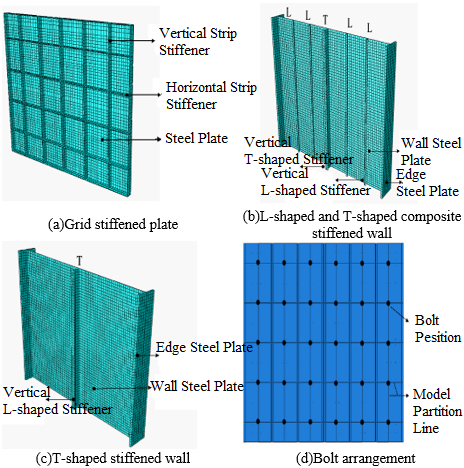 Vertical Strip
Stiffener
Horizontal Strip
Stiffener
Steel Plate
(a)Grid stiffened plate
L L T L L
Vertical
T-shaped Stiffener
Vertical
L-shaped Stiffener
Wall Steel
Plate
Edge
Steel Plate
(b)L-shaped and T-shaped composite
stiffened wall
T
Edge Steel Plate
Wall Steel Plate
Vertical
L-shaped Stiffener
(c)T-shaped stiffened wall
Bolt
Pesition
Model
Partition
Line
(d)Bolt arrangement